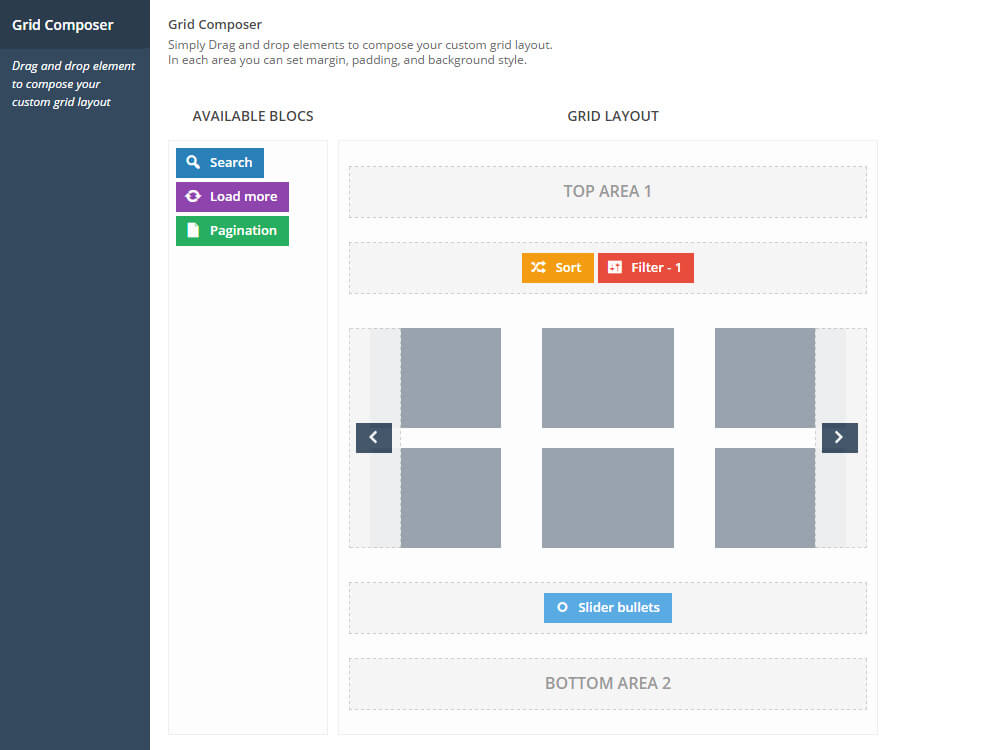 Grid Composer
Drag and drop element
to compose your
custom grid layout
Grid Composer
Simply Drag and drop elements to compose your custom grid layout.
In each area you can set margin, padding, and background style.
AVAILABLE BLOCS
Search
Load more
Pagination
GRID LAYOUT
TOP AREA 1
Sort
Filter - 1
Slider bullets
BOTTOM AREA 2